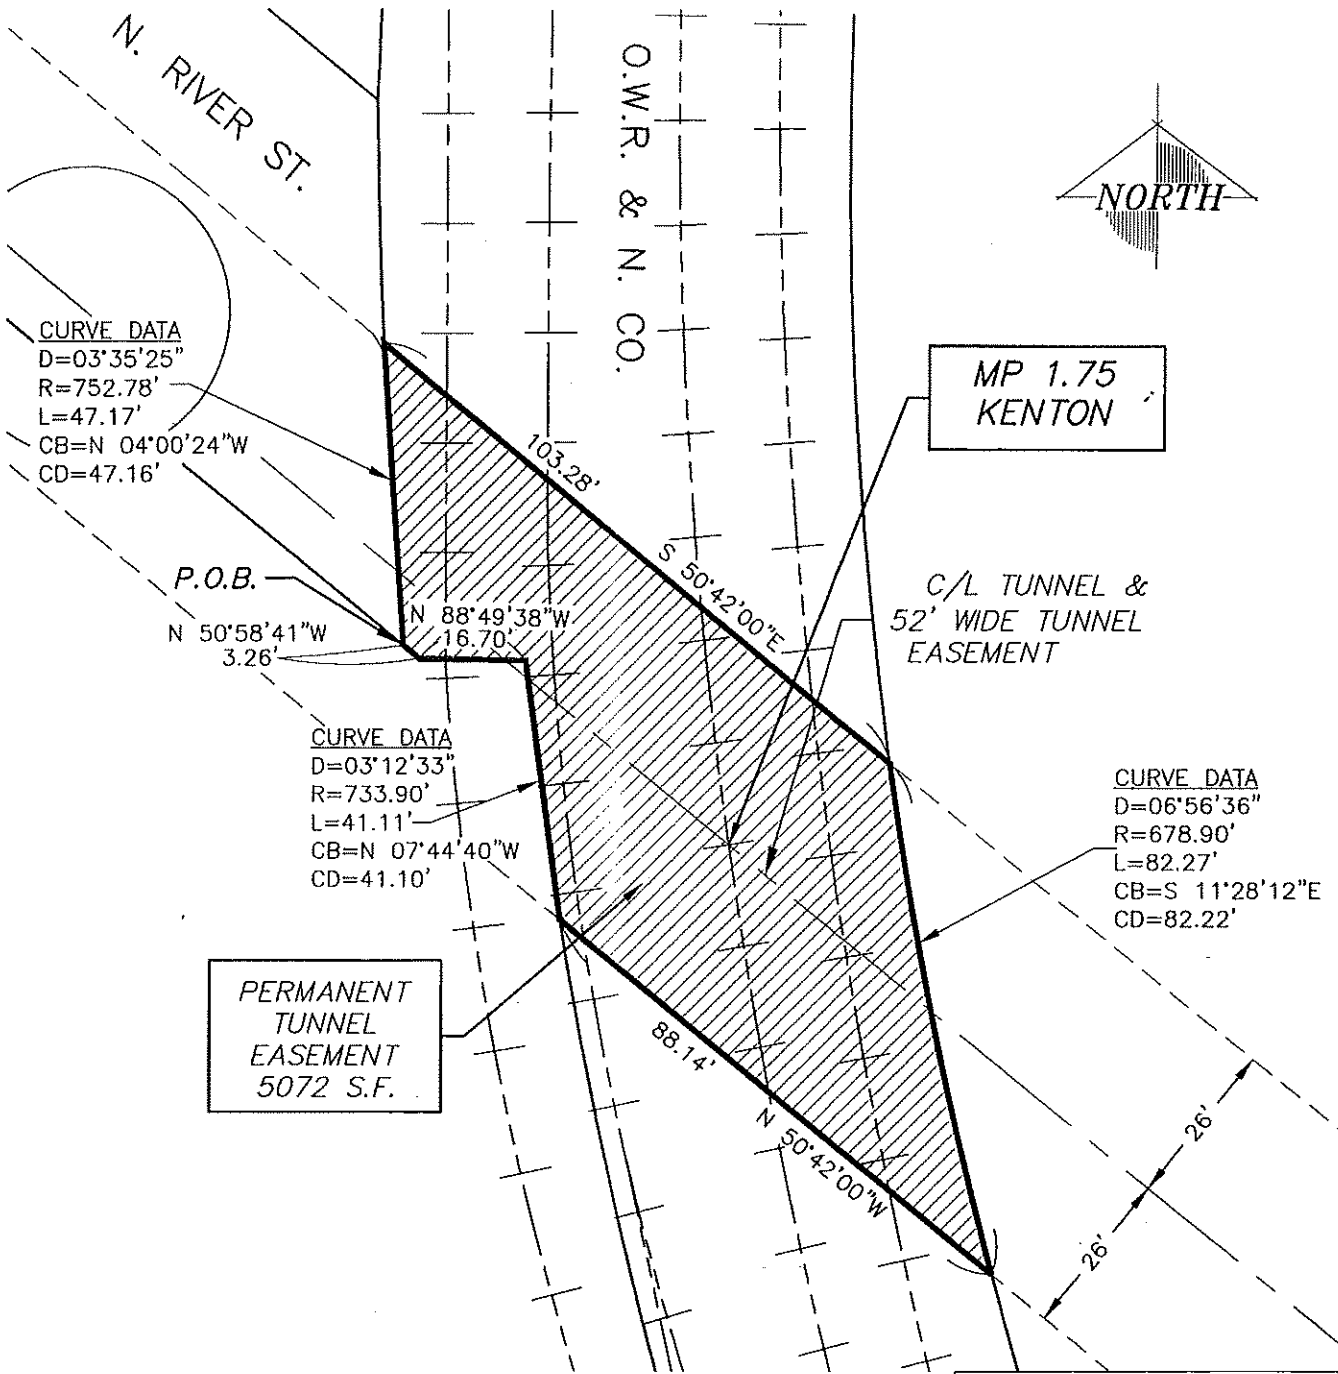 N. RIVER ST.
O.W.R. & N. CO.
NORTH
CURVE DATA
D=03°35'25"
R=752.78'
L=47.17'
CB=N 04°00'24"W
CD=47.16'
MP 1.75
KENTON
103.28'
S 50°42'00"E
P.O.B.
C/L TUNNEL &
52' WIDE TUNNEL
EASEMENT
N 88°49'38"W
16.70'
N 50°58'41"W
3.26'
CURVE DATA
D=03°12'33"
R=733.90'
L=41.11'
CB=N 07°44'40"W
CD=41.10'
CURVE DATA
D=06°56'36"
R=678.90'
L=82.27'
CB=S 11°28'12"E
CD=82.22'
PERMANENT
TUNNEL
EASEMENT
5072 S.F.
88.14'
N 50°42'00"W
26'
26'